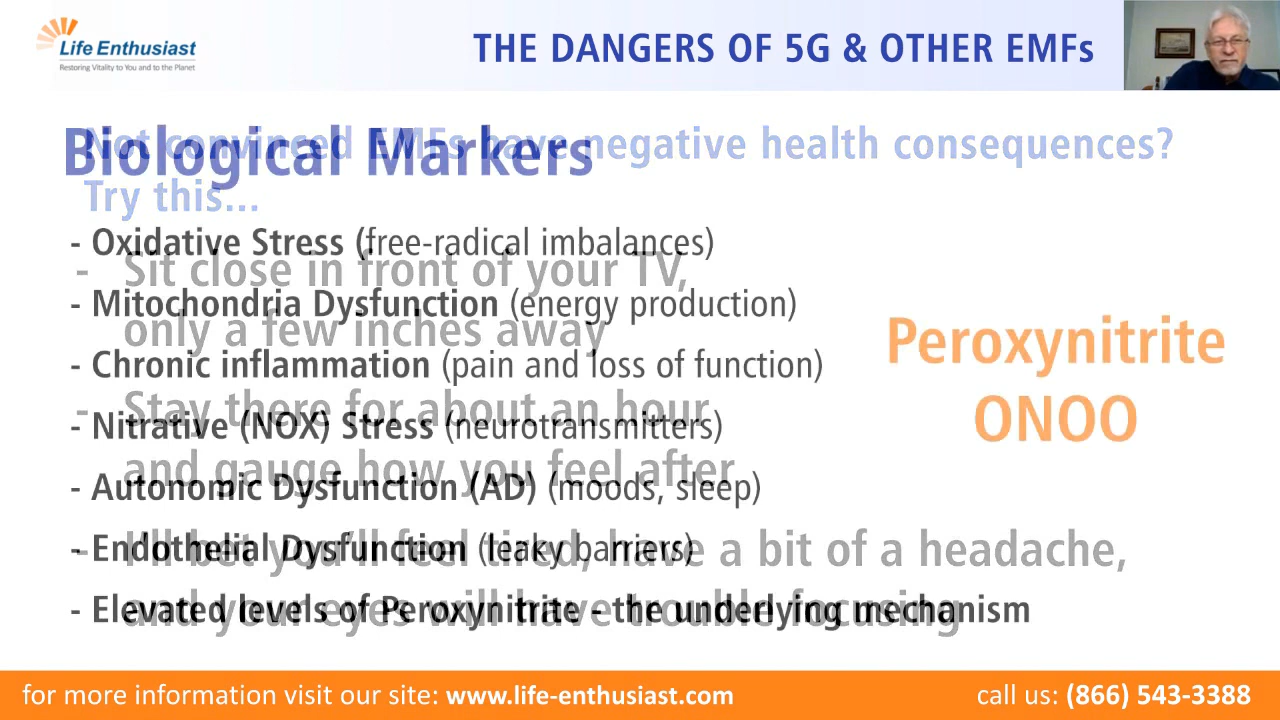 Life Enthusiast
Restoring Vitality to You and to the Planet
THE DANGERS OF 5G & OTHER EMFs
Biological Markers
Not convinced EMFs have negative health consequences?
Try this...
- Oxidative Stress (free-radical imbalances)
- Sit close in front of your TV,
- Mitochondria Dysfunction (energy production)
only a few inches away
- Chronic inflammation (pain and loss of function)
- Stay there for about an hour
- Nitrative (NOX) Stress (neurotransmitters)
and gauge how you feel after
- Autonomic Dysfunction (AD) (moods, sleep)
- I'll bet you'll feel tired, have a bit of a headache,
- Endothelial Dysfunction (leaky barriers)
and your eyes will have trouble focusing
- Elevated levels of Peroxynitrite - the underlying mechanism
Peroxynitrite
ONOO
for more information visit our site: www.life-enthusiast.com
call us: (866) 543-3388